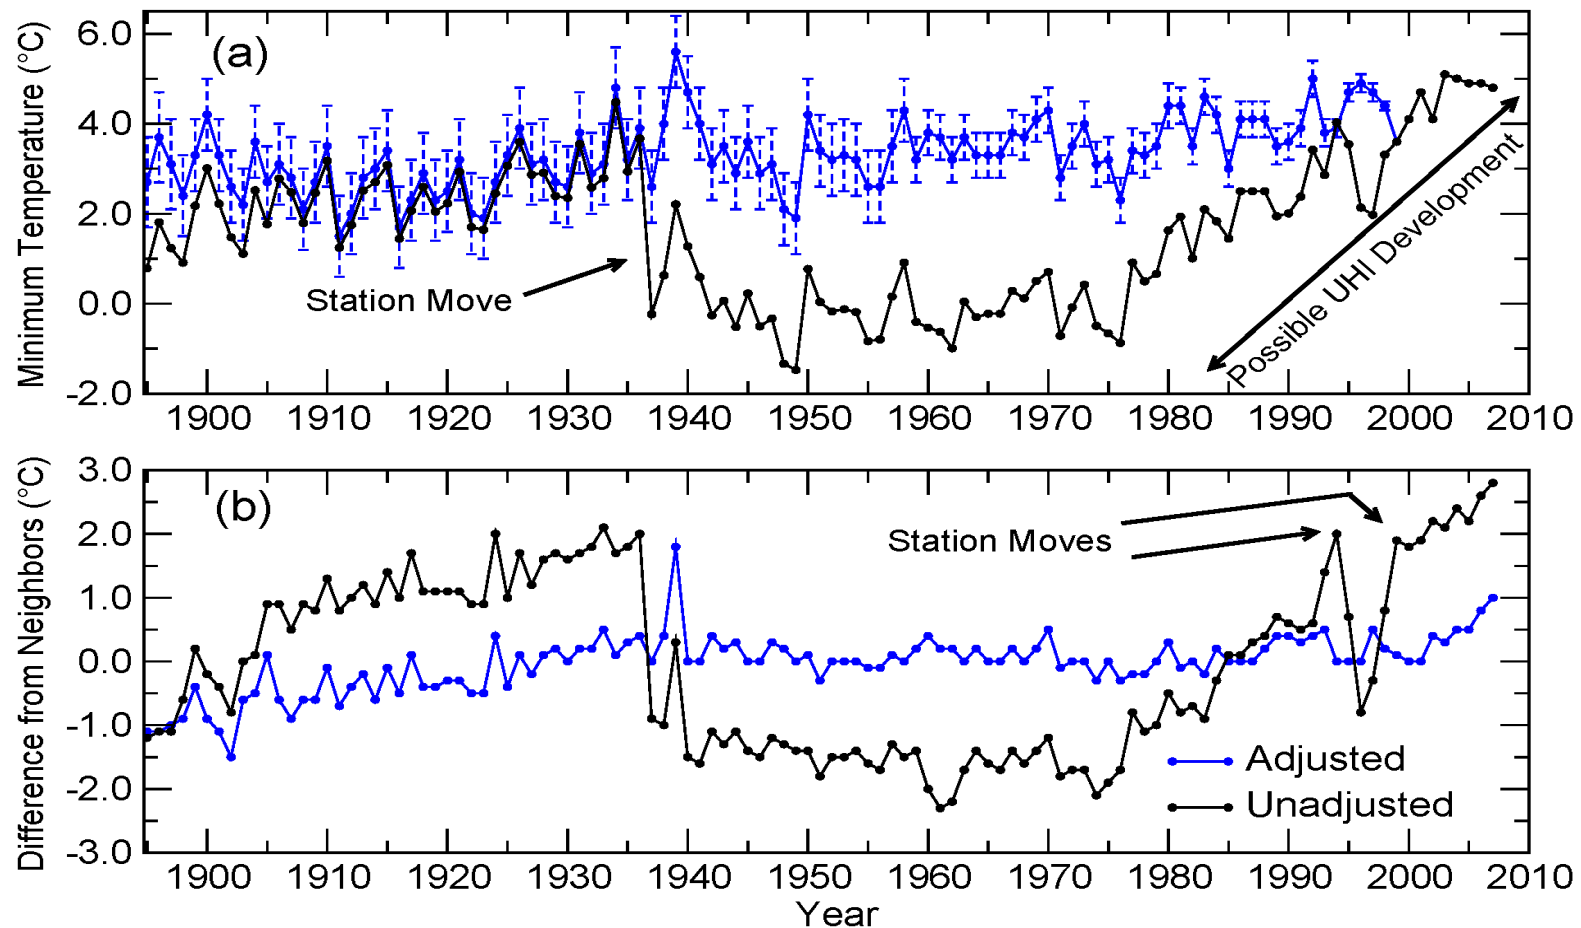 Minimum Temperature (°C)
6.0
4.0
2.0
0.0
-2.0
(a)
Station Move
Possible UHI Development
1900 1910 1920 1930 1940 1950 1960 1970 1980 1990 2000 2010
Difference from Neighbors (°C)
3.0
2.0
1.0
0.0
-1.0
-2.0
-3.0
(b)
Station Moves
Adjusted
Unadjusted
1900 1910 1920 1930 1940 1950 1960 1970 1980 1990 2000 2010
Year